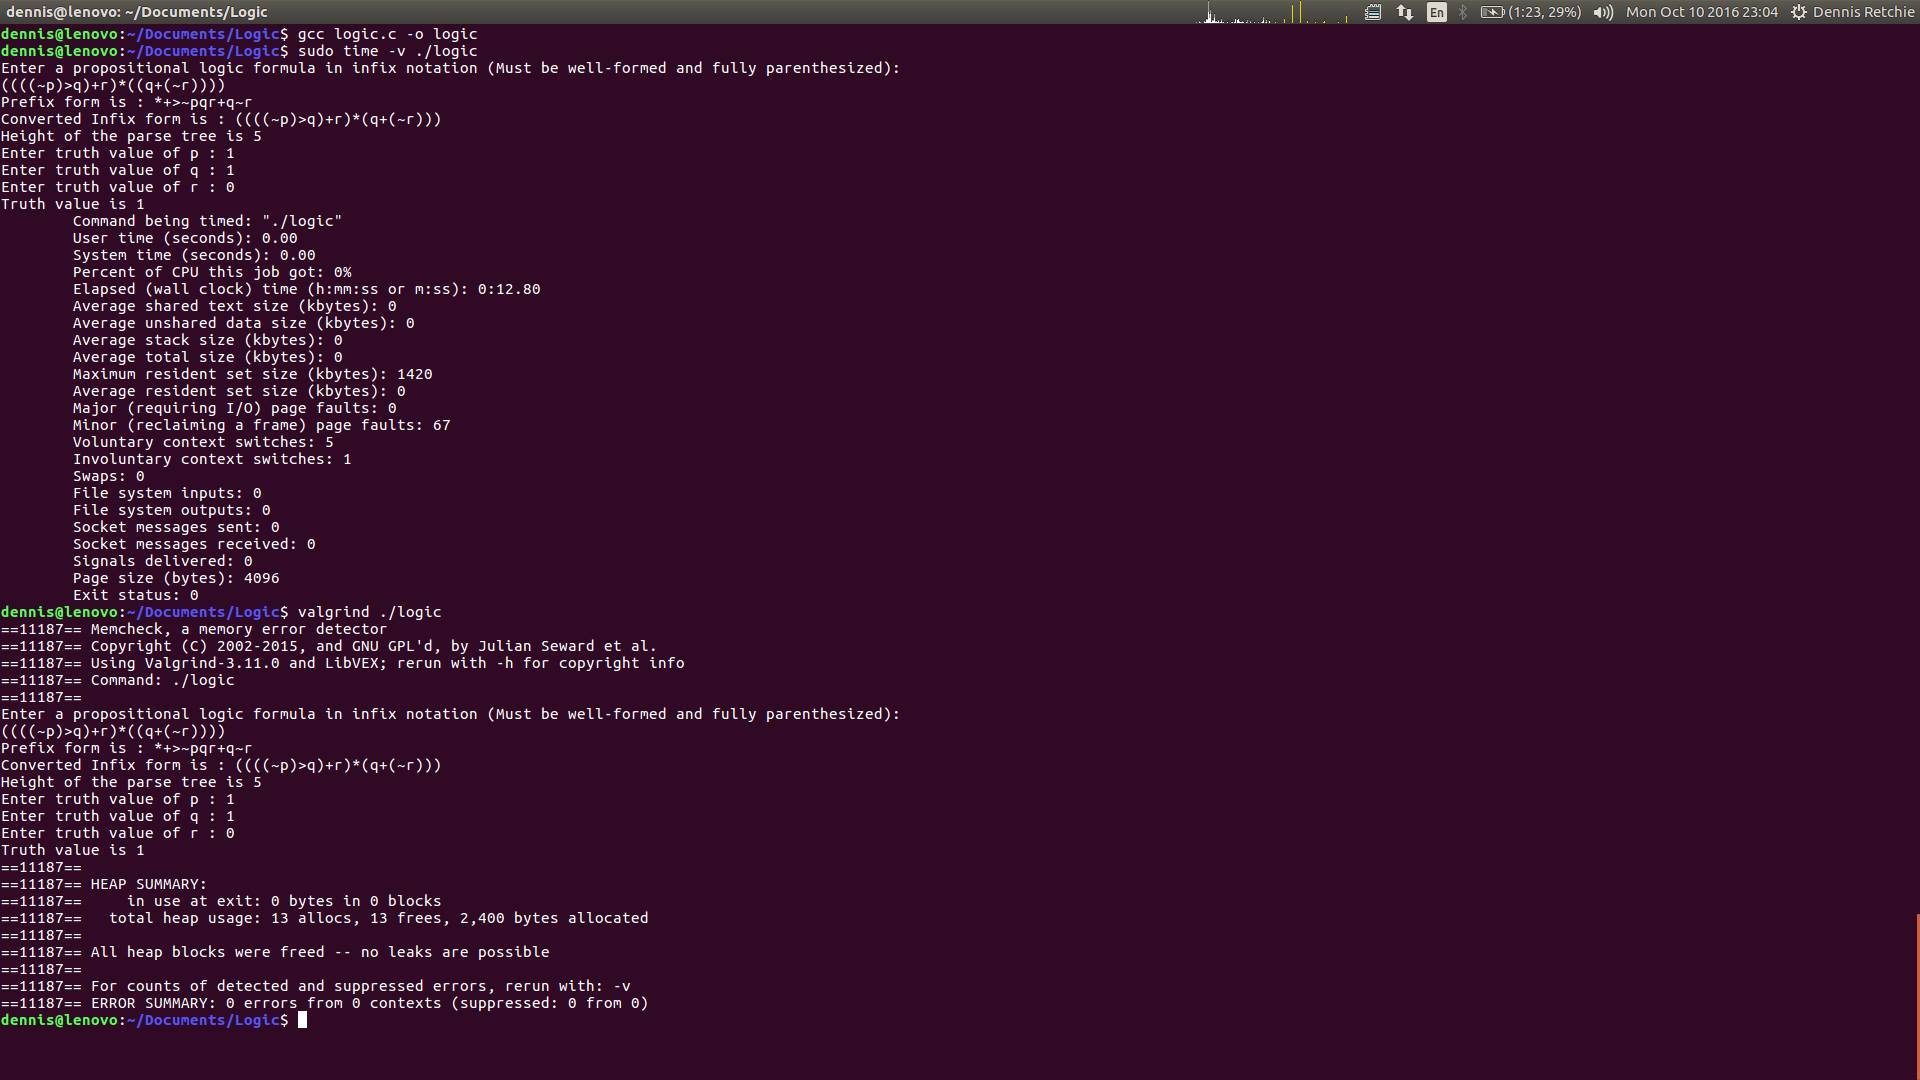 dennis@lenovo: ~/Documents/Logic En (1:23, 29%) Mon Oct 10 2016 23:04 Dennis Retchie
dennis@lenovo:~/Documents/Logic$ gcc logic.c -o logic
dennis@lenovo:~/Documents/Logic$ sudo time -v ./logic
Enter a propositional logic formula in infix notation (Must be well-formed and fully parenthesized):
((((~p)>q)+r)*((q+(~r))))
Prefix form is : *+>~pqr+q~r
Converted Infix form is : ((((~p)>q)+r)*(q+(~r)))
Height of the parse tree is 5
Enter truth value of p : 1
Enter truth value of q : 1
Enter truth value of r : 0
Truth value is 1
Command being timed: "./logic"
User time (seconds): 0.00
System time (seconds): 0.00
Percent of CPU this job got: 0%
Elapsed (wall clock) time (h:mm:ss or m:ss): 0:12.80
Average shared text size (kbytes): 0
Average unshared data size (kbytes): 0
Average stack size (kbytes): 0
Average total size (kbytes): 0
Maximum resident set size (kbytes): 1420
Average resident set size (kbytes): 0
Major (requiring I/O) page faults: 0
Minor (reclaiming a frame) page faults: 67
Voluntary context switches: 5
Involuntary context switches: 1
Swaps: 0
File system inputs: 0
File system outputs: 0
Socket messages sent: 0
Socket messages received: 0
Signals delivered: 0
Page size (bytes): 4096
Exit status: 0
dennis@lenovo:~/Documents/Logic$ valgrind ./logic
==11187== Memcheck, a memory error detector
==11187== Copyright (C) 2002-2015, and GNU GPL'd, by Julian Seward et al.
==11187== Using Valgrind-3.11.0 and LibVEX; rerun with -h for copyright info
==11187== Command: ./logic
==11187==
Enter a propositional logic formula in infix notation (Must be well-formed and fully parenthesized):
((((~p)>q)+r)*((q+(~r))))
Prefix form is : *+>~pqr+q~r
Converted Infix form is : ((((~p)>q)+r)*(q+(~r)))
Height of the parse tree is 5
Enter truth value of p : 1
Enter truth value of q : 1
Enter truth value of r : 0
Truth value is 1
==11187==
==11187== HEAP SUMMARY:
==11187== in use at exit: 0 bytes in 0 blocks
==11187== total heap usage: 13 allocs, 13 frees, 2,400 bytes allocated
==11187==
==11187== All heap blocks were freed -- no leaks are possible
==11187==
==11187== For counts of detected and suppressed errors, rerun with: -v
==11187== ERROR SUMMARY: 0 errors from 0 contexts (suppressed: 0 from 0)
dennis@lenovo:~/Documents/Logic$